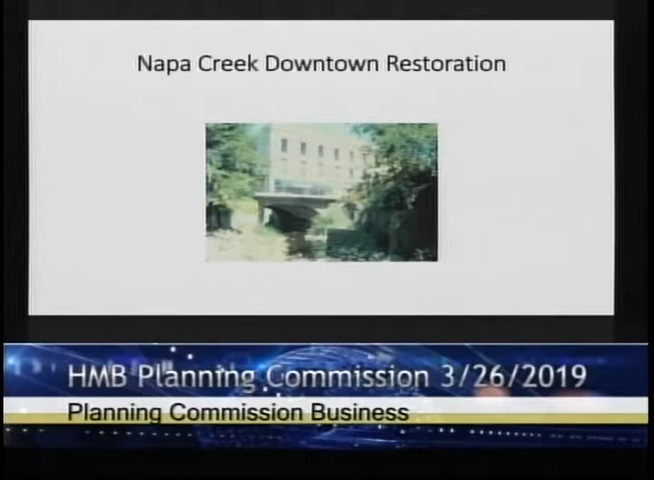 Napa Creek Downtown Restoration
HMB Planning Commission 3/26/2019
Planning Commission Business